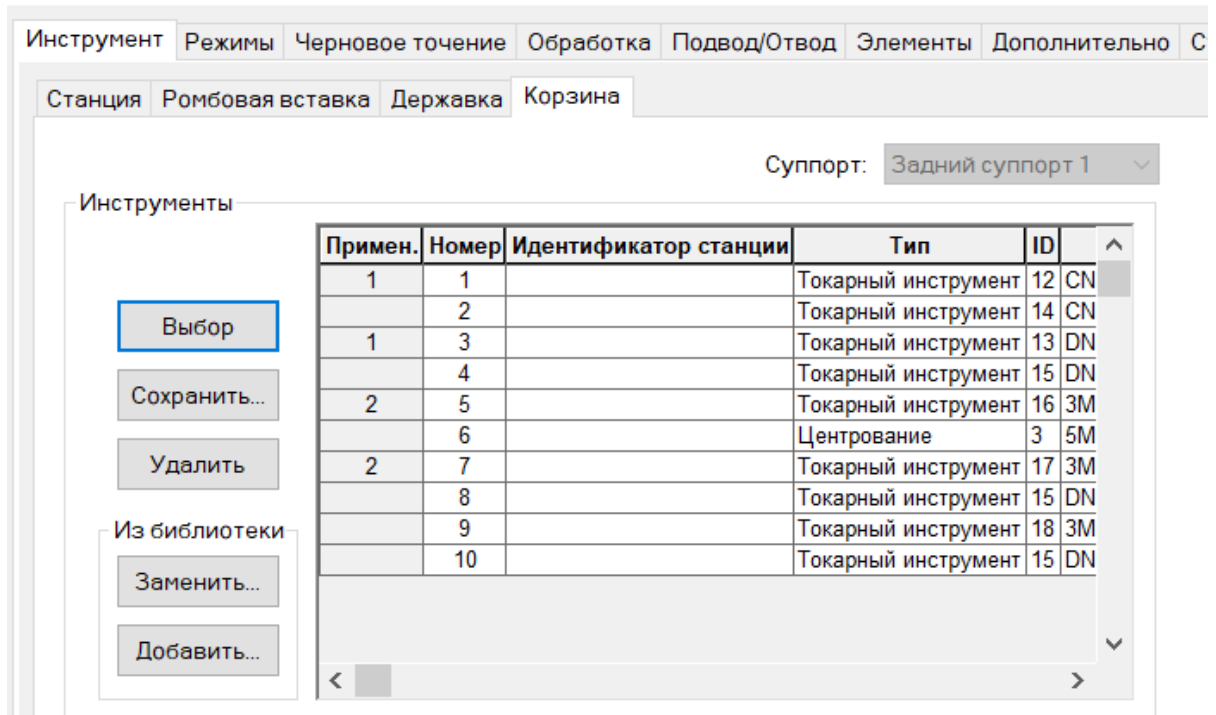 Инструмент Режимы Черновое точение Обработка Подвод/Отвод Элементы Дополнительно С
Станция Ромбовая вставка Державка Корзина
Суппорт: Задний суппорт 1
Инструменты
Примен. Номер Идентификатор станции Тип ID
1 1 Токарный инструмент 12 CN
2 Токарный инструмент 14 CN
1 3 Токарный инструмент 13 DN
4 Токарный инструмент 15 DN
2 5 Токарный инструмент 16 3M
6 Центрование 3 5M
2 7 Токарный инструмент 17 3M
8 Токарный инструмент 15 DN
9 Токарный инструмент 18 3M
10 Токарный инструмент 15 DN
Выбор
Сохранить...
Удалить
Из библиотеки
Заменить...
Добавить...